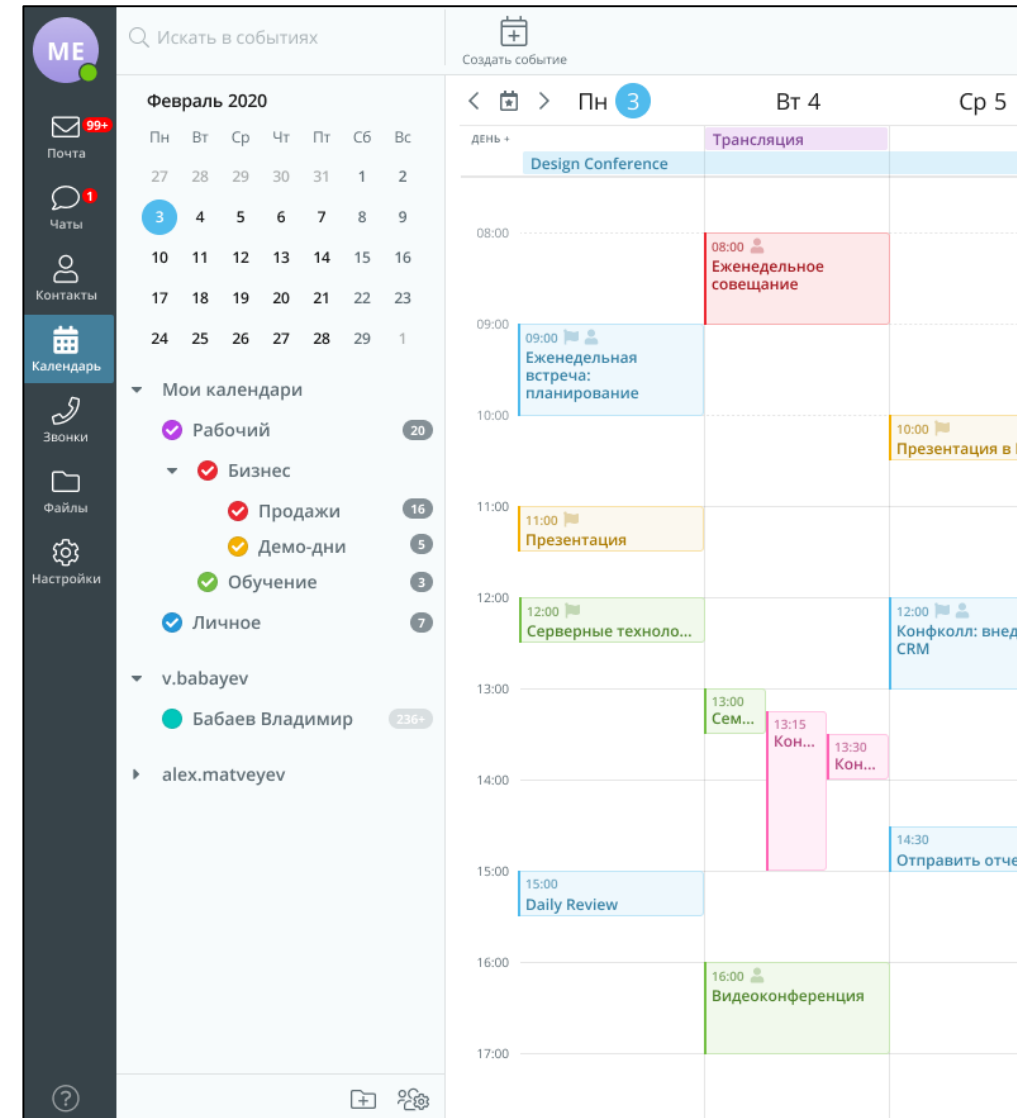 ME
99+
Почта
1
Чаты
Контакты
Календарь
Звонки
Файлы
Настройки
?
Искать в событиях
Февраль 2020
Пн Вт Ср Чт Пт Сб Вс
27 28 29 30 31 1 2
3 4 5 6 7 8 9
10 11 12 13 14 15 16
17 18 19 20 21 22 23
24 25 26 27 28 29 1
Мои календари
Рабочий 20
Бизнес
Продажи 16
Демо-дни 5
Обучение 3
Личное 7
v.babayev
Бабаев Владимир 236+
alex.matveyev
Создать событие
Пн 3 Вт 4 Ср 5
ДЕНЬ +
Трансляция
Design Conference
08:00
08:00
Еженедельное
совещание
09:00
09:00
Еженедельная
встреча:
планирование
10:00
10:00
Презентация в
11:00
11:00
Презентация
12:00
12:00
Серверные техноло...
12:00
Конфколл: внед
CRM
13:00
13:00
Сем...
13:15
Кон...
13:30
Кон...
14:00
14:30
Отправить отче
15:00
15:00
Daily Review
16:00
16:00
Видеоконференция
17:00